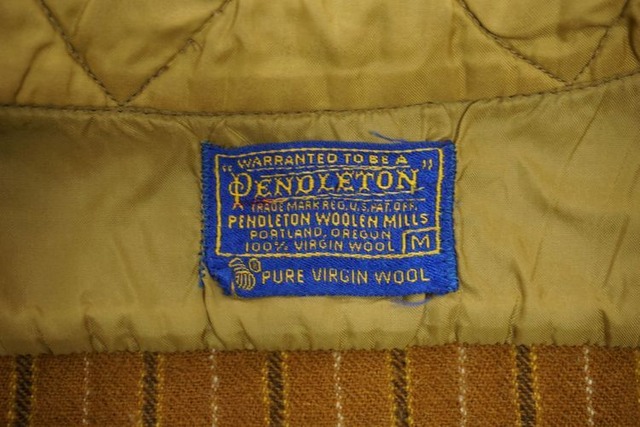 "WARRANTED TO BE A"
PENDLETON
TRADE MARK REG. U.S. PAT. OFF.
PENDLETON WOOLEN MILLS
PORTLAND, OREGON
100% VIRGIN WOOL M
PURE VIRGIN WOOL